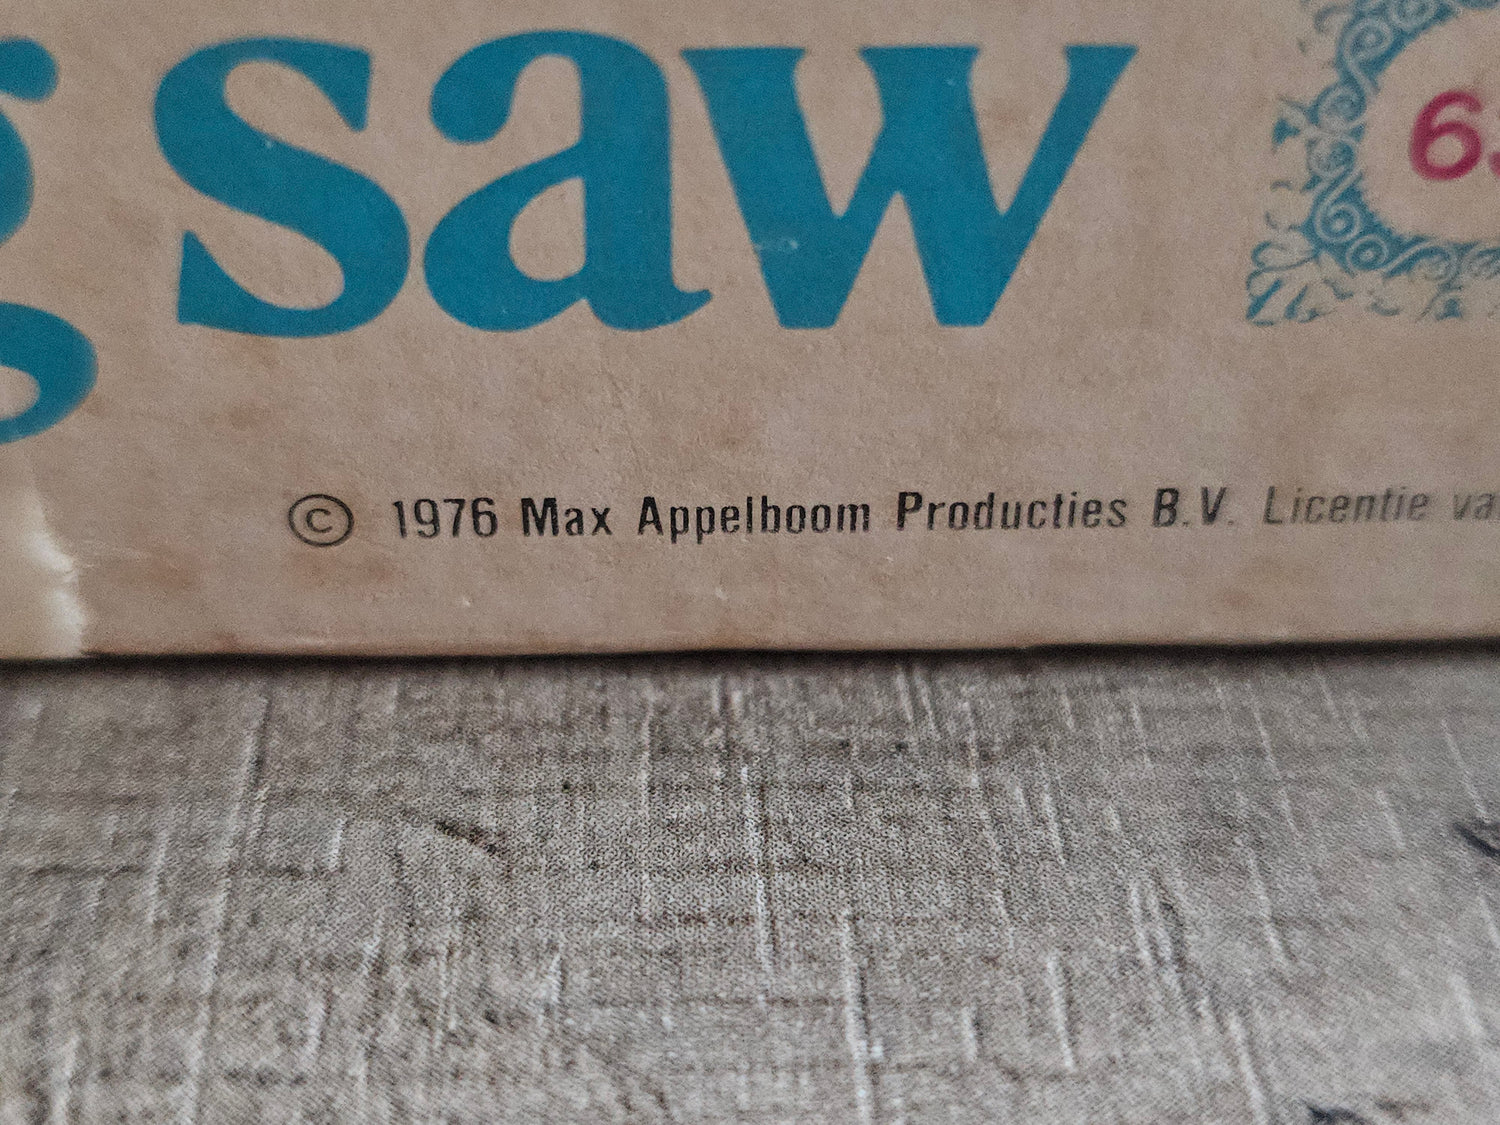 saw
© 1976 Max Appelboom Producties B.V. Licentie